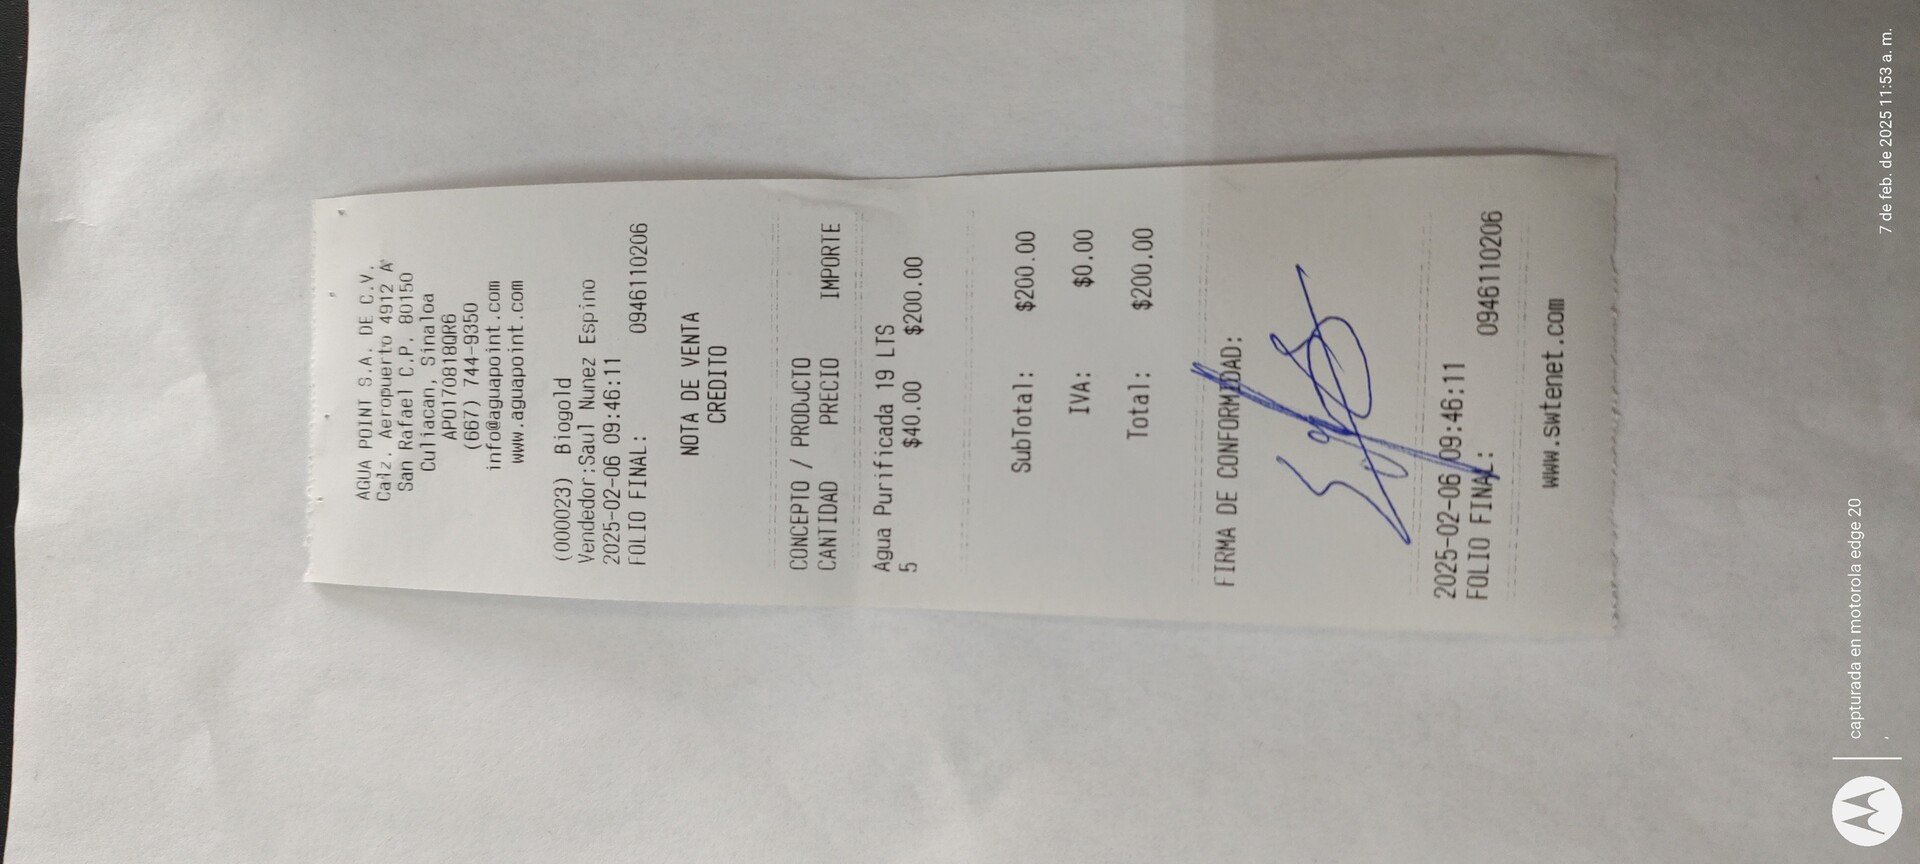 AGUA POINT S.A. DE C.V.
Calz. Aeropuerto 4912 A
San Rafael C.P. 80150
Culiacan, Sinaloa
APO170818QR6
(667) 744-9350
info@aguapoint.com
www.aguapoint.com
(000023) Biogold
Vendedor:Saul Nunez Espino
2025-02-06 09:46:11
FOLIO FINAL: 0946110206
NOTA DE VENTA
CREDITO
CONCEPTO / PRODUCTO
CANTIDAD PRECIO IMPORTE
Agua Purificada 19 LTS
5 $40.00 $200.00
SubTotal: $200.00
IVA: $0.00
Total: $200.00
FIRMA DE CONFORMIDAD:
2025-02-06 09:46:11
FOLIO FINAL: 0946110206
www.swtenet.com
capturada en motorola edge 20
7 de feb. de 2025 11:53 a. m.